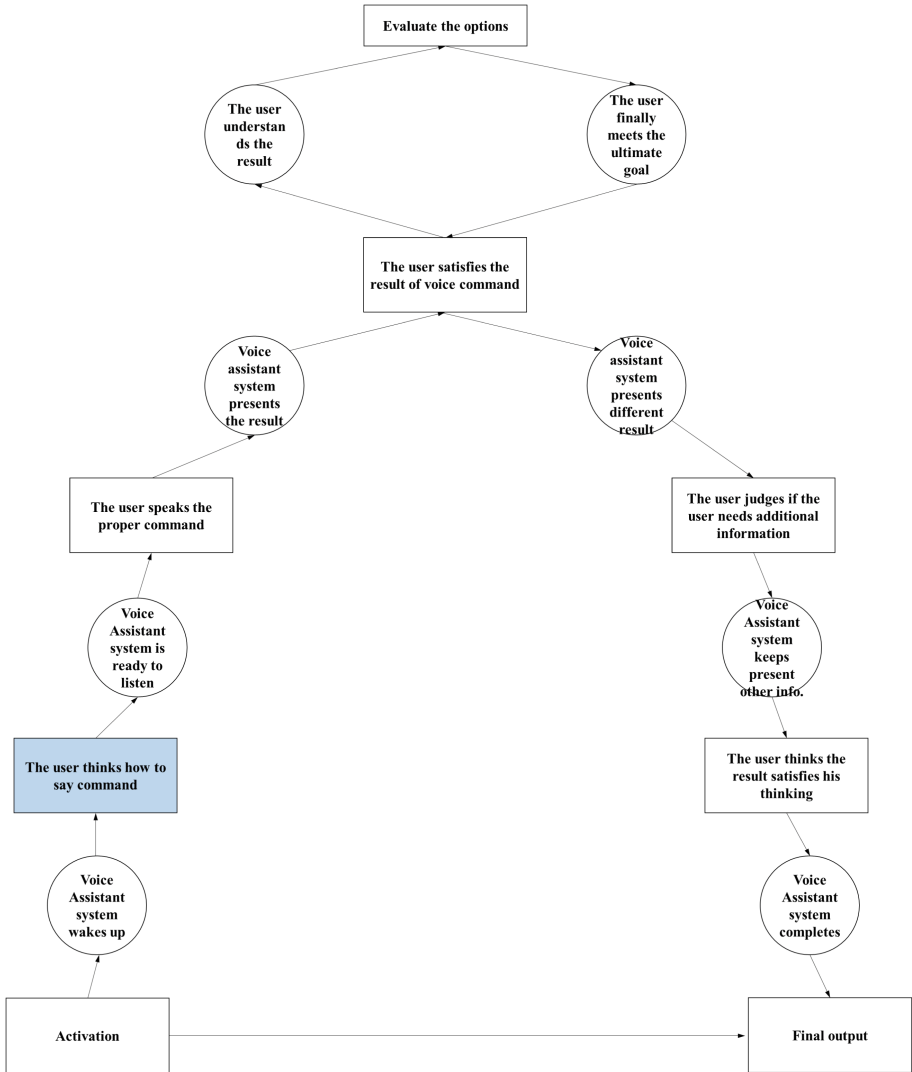 Evaluate the options
The user
understan
ds the
result
The user
finally
meets the
ultimate
goal
The user satisfies the
result of voice command
Voice
assistant
system
presents
the result
Voice
assistant
system
presents
different
result
The user speaks the
proper command
The user judges if the
user needs additional
information
Voice
Assistant
system is
ready to
listen
Voice
Assistant
system
keeps
present
other info.
The user thinks how to
say command
The user thinks the
result satisfies his
thinking
Voice
Assistant
system
wakes up
Voice
Assistant
system
completes
Activation
Final output